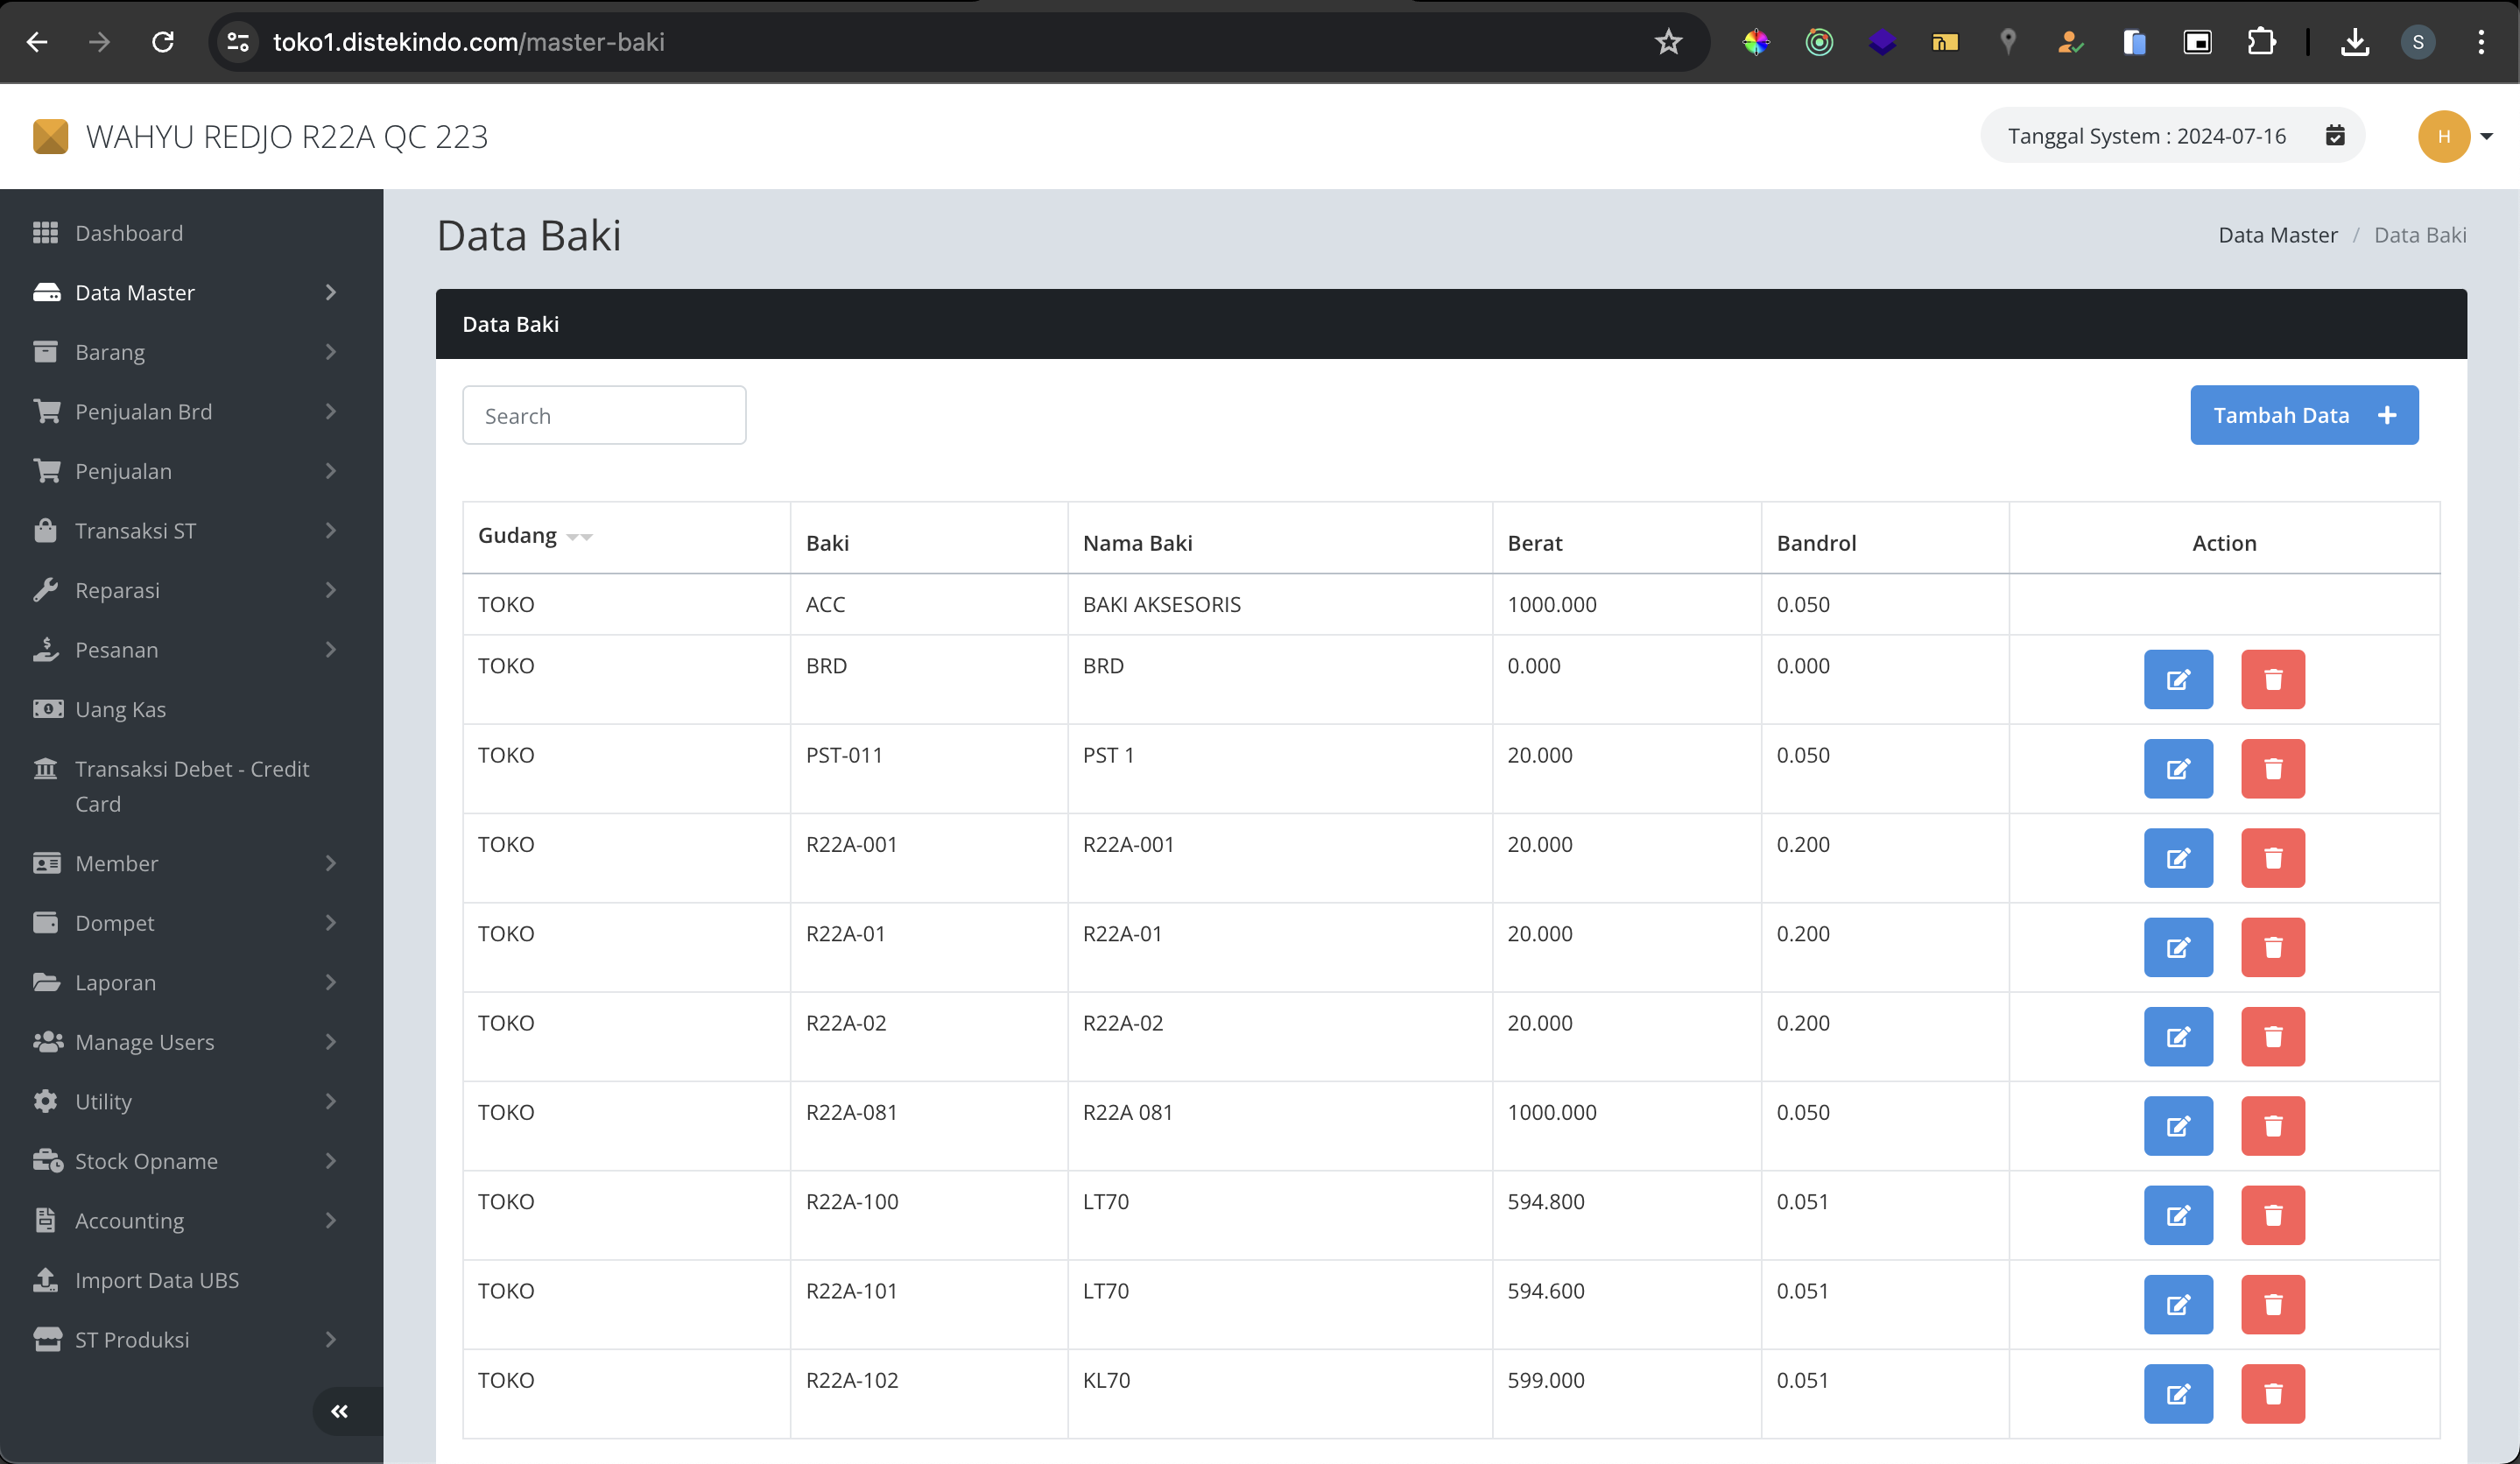 toko1.distekindo.com/master-baki
S
WAHYU REDJO R22A QC 223
Tanggal System : 2024-07-16
H
Dashboard
Data Master
Barang
Penjualan Brd
Penjualan
Transaksi ST
Reparasi
Pesanan
Uang Kas
Transaksi Debet - Credit
Card
Member
Dompet
Laporan
Manage Users
Utility
Stock Opname
Accounting
Import Data UBS
ST Produksi
Data Baki
Data Master / Data Baki
Data Baki
Search
Tambah Data +
Gudang Baki Nama Baki Berat Bandrol Action
TOKO ACC BAKI AKSESORIS 1000.000 0.050
TOKO BRD BRD 0.000 0.000
TOKO PST-011 PST 1 20.000 0.050
TOKO R22A-001 R22A-001 20.000 0.200
TOKO R22A-01 R22A-01 20.000 0.200
TOKO R22A-02 R22A-02 20.000 0.200
TOKO R22A-081 R22A 081 1000.000 0.050
TOKO R22A-100 LT70 594.800 0.051
TOKO R22A-101 LT70 594.600 0.051
TOKO R22A-102 KL70 599.000 0.051